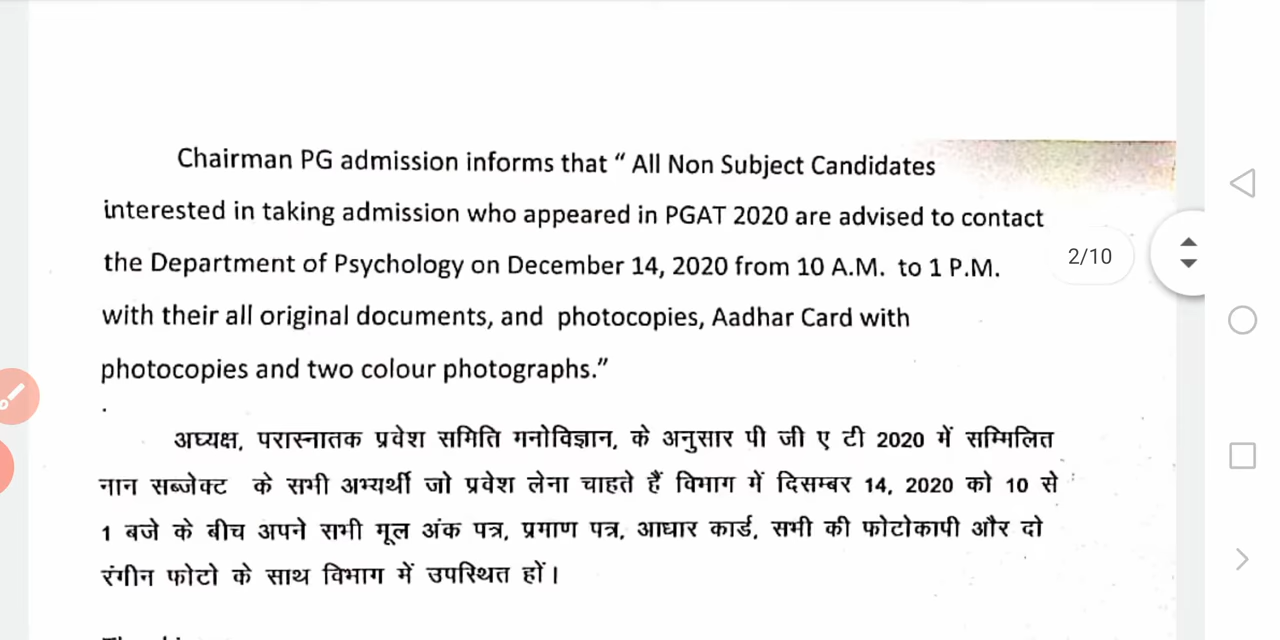 Chairman PG admission informs that “ All Non Subject Candidates
interested in taking admission who appeared in PGAT 2020 are advised to contact
the Department of Psychology on December 14, 2020 from 10 A.M. to 1 P.M.
2/10
with their all original documents, and photocopies, Aadhar Card with
photocopies and two colour photographs.”
अध्यक्ष, परास्नातक प्रवेश समिति मनोविज्ञान, के अनुसार पी जी ए टी 2020 में सम्मिलित
नान सब्जेक्ट के सभी अभ्यर्थी जो प्रवेश लेना चाहते हैं विभाग में दिसम्बर 14, 2020 को 10 से
1 बजे के बीच अपने सभी मूल अंक पत्र, प्रमाण पत्र, आधार कार्ड, सभी की फोटोकापी और दो
रंगीन फोटो के साथ विभाग में उपस्थित हों।